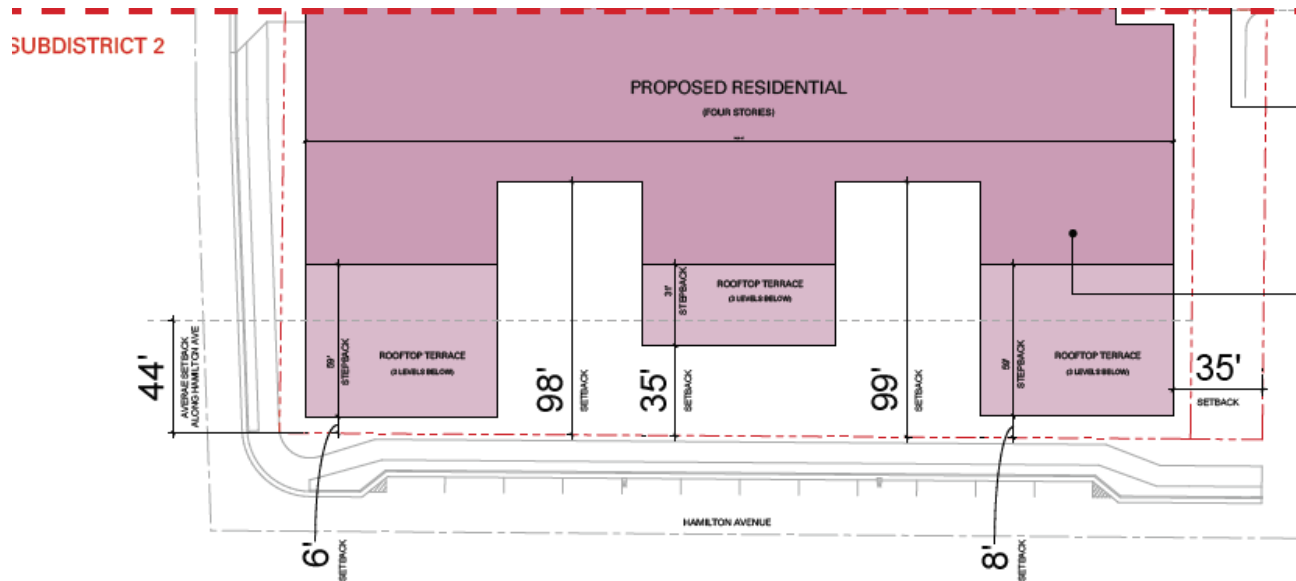 SUBDISTRICT 2
PROPOSED RESIDENTIAL
(FOUR STORIES)
44'
AVERAE SETBACK
ALONG HAMILTON AVE
59'
STEPBACK
ROOFTOP TERRACE
(3 LEVELS BELOW)
98'
SETBACK
35'
SETBACK
31'
STEPBACK
ROOFTOP TERRACE
(3 LEVELS BELOW)
99'
SETBACK
59'
STEPBACK
ROOFTOP TERRACE
(3 LEVELS BELOW)
35'
SETBACK
6'
SETBACK
HAMILTON AVENUE
8'
SETBACK